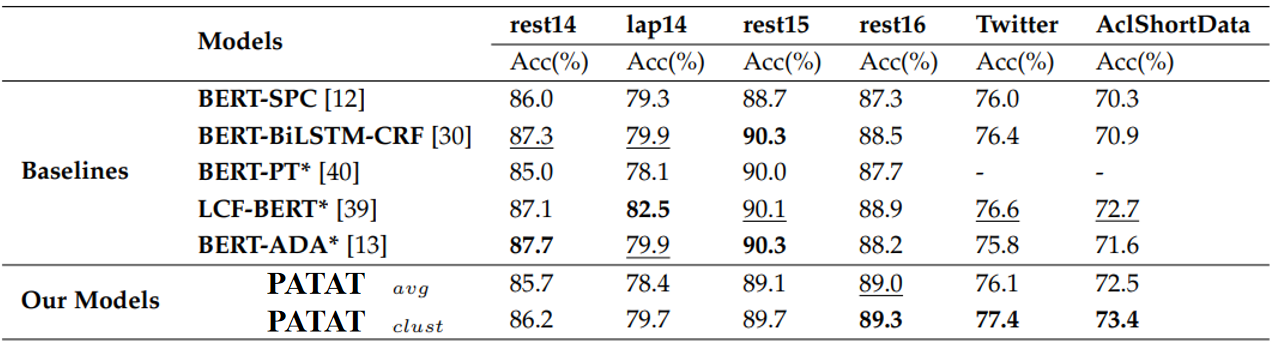 Models rest14 lap14 rest15 rest16 Twitter AclShortData
Acc(%) Acc(%) Acc(%) Acc(%) Acc(%) Acc(%)
Baselines
BERT-SPC [12] 86.0 79.3 88.7 87.3 76.0 70.3
BERT-BiLSTM-CRF [30] 87.3 79.9 90.3 88.5 76.4 70.9
BERT-PT* [40] 85.0 78.1 90.0 87.7 - -
LCF-BERT* [39] 87.1 82.5 90.1 88.9 76.6 72.7
BERT-ADA* [13] 87.7 79.9 90.3 88.2 75.8 71.6
Our Models
PATAT avg 85.7 78.4 89.1 89.0 76.1 72.5
PATAT clust 86.2 79.7 89.7 89.3 77.4 73.4